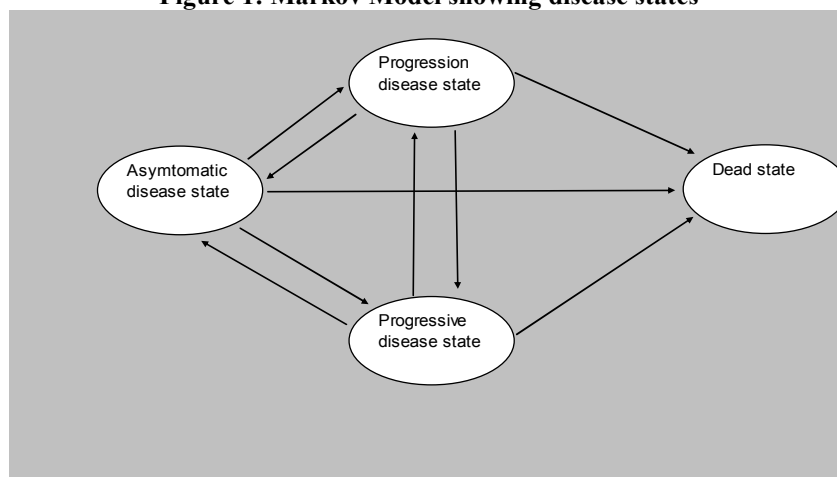 Figure 1: Markov Model showing disease states
Progression
disease state
Asymtomatic
disease state
Dead state
Progressive
disease state